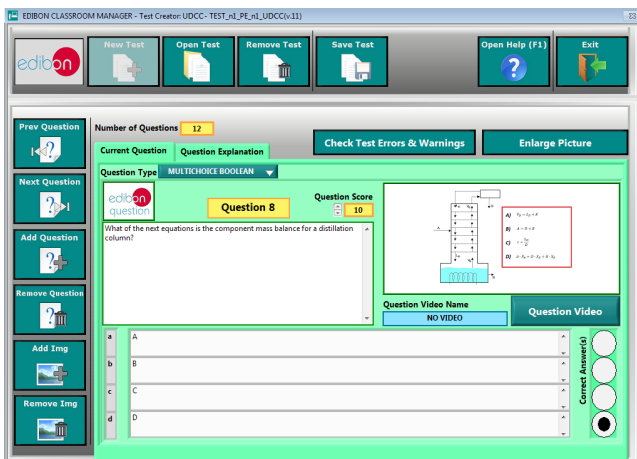 EDIBON CLASSROOM MANAGER - Test Creator: UDCC - TEST_n1_PE_n1_UDCC(v.11)
edibon
New Test
Open Test
Remove Test
Save Test
Open Help (F1)
Exit
Prev Question
Next Question
Add Question
Remove Question
Add Img
Remove Img
Number of Questions 12
Check Test Errors & Warnings
Enlarge Picture
Current Question
Question Explanation
Question Type MULTICHOICE BOOLEAN
edibon
question
Question 8
Question Score
10
What of the next equations is the component mass balance for a distillation
column?
A)
B)
C)
D)
Question Video Name
NO VIDEO
Question Video
a A
b B
c C
d D
Correct Answer(s)